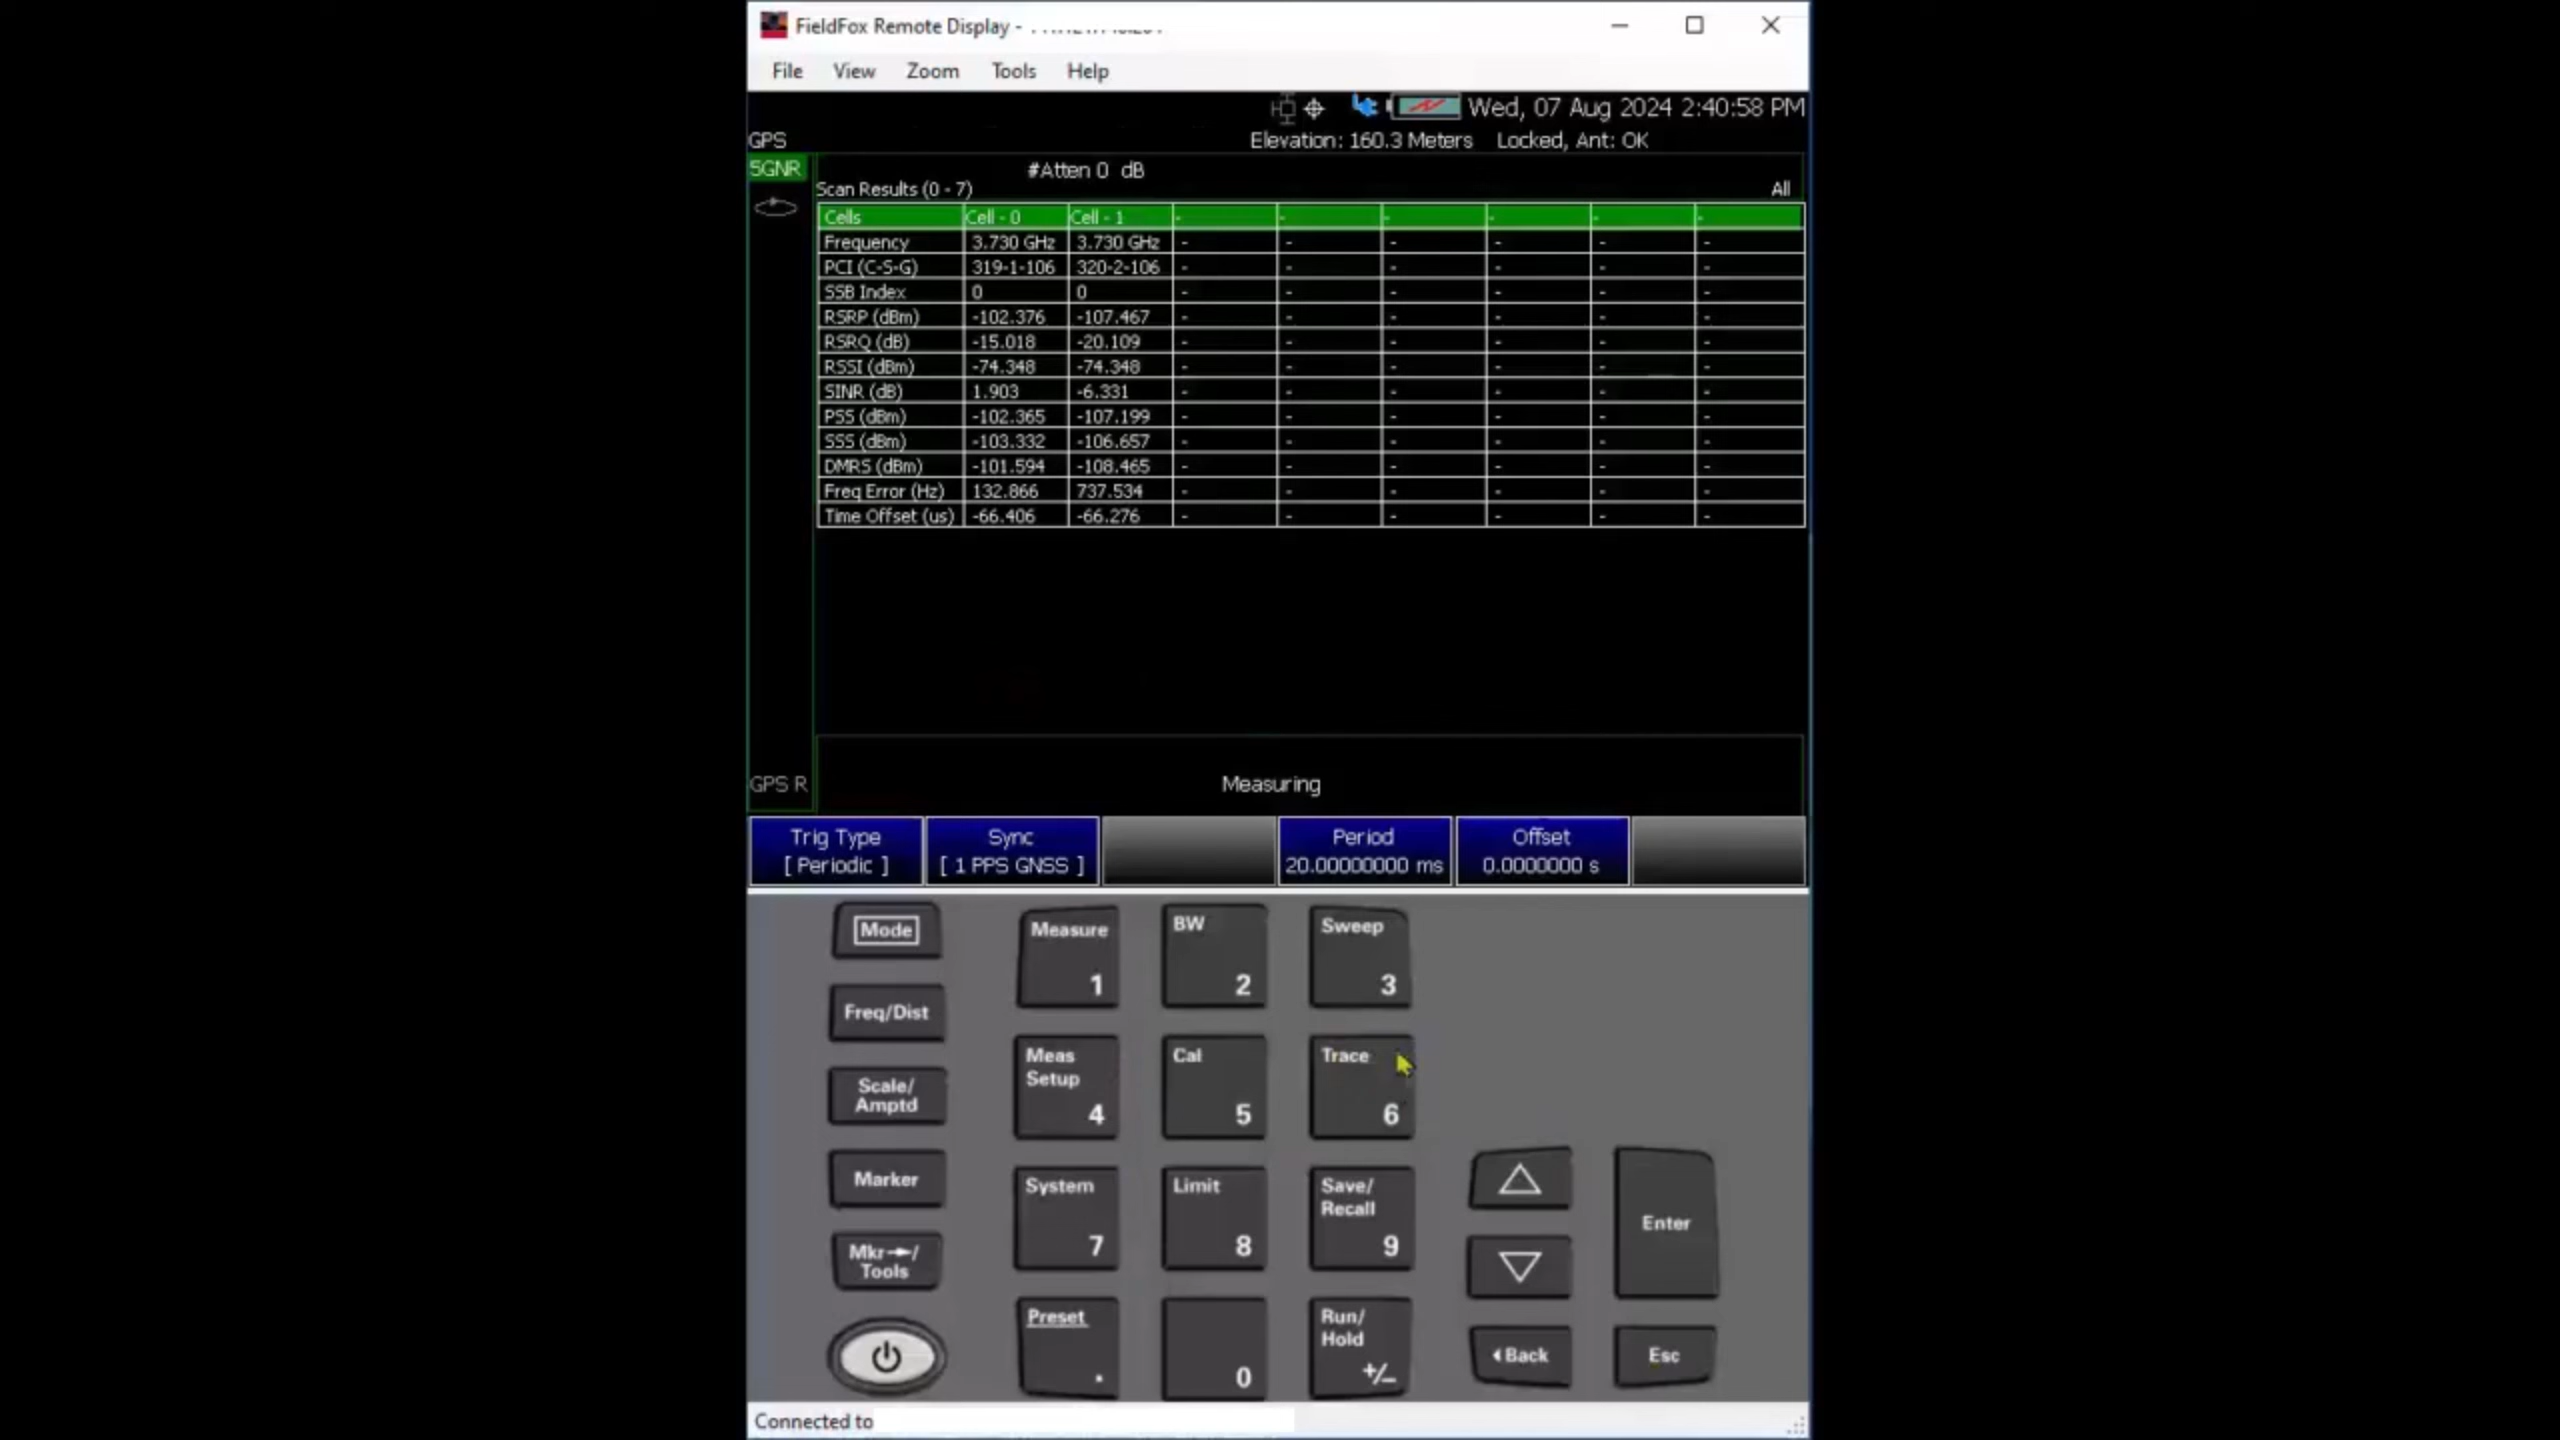 FieldFox Remote Display -
File View Zoom Tools Help
Wed, 07 Aug 2024 2:40:58 PM
GPS Elevation: 160.3 Meters Locked, Ant: OK
5GNR #Atten 0 dB
Scan Results (0 - 7) All
Cells Cell - 0 Cell - 1 - - - - - -
Frequency 3.730 GHz 3.730 GHz - - - - - -
PCI (C-S-G) 319-1-106 320-2-106 - - - - - -
SSB Index 0 0 - - - - - -
RSRP (dBm) -102.376 -107.467 - - - - - -
RSRQ (dB) -15.018 -20.109 - - - - - -
RSSI (dBm) -74.348 -74.348 - - - - - -
SINR (dB) 1.903 -6.331 - - - - - -
PSS (dBm) -102.365 -107.199 - - - - - -
SSS (dBm) -103.332 -106.657 - - - - - -
DMRS (dBm) -101.594 -108.465 - - - - - -
Freq Error (Hz) 132.866 737.534 - - - - - -
Time Offset (us) -66.406 -66.276 - - - - - -
GPS R Measuring
Trig Type Sync Period Offset
[ Periodic ] [ 1 PPS GNSS ] 20.00000000 ms 0.0000000 s
Mode
Freq/Dist
Scale/
Amptd
Marker
Mkr→/
Tools
Measure
1
BW
2
Sweep
3
Meas
Setup
4
Cal
5
Trace
6
System
7
Limit
8
Save/
Recall
9
Preset
.
0
Run/
Hold
+/-
Enter
Back
Esc
Connected to